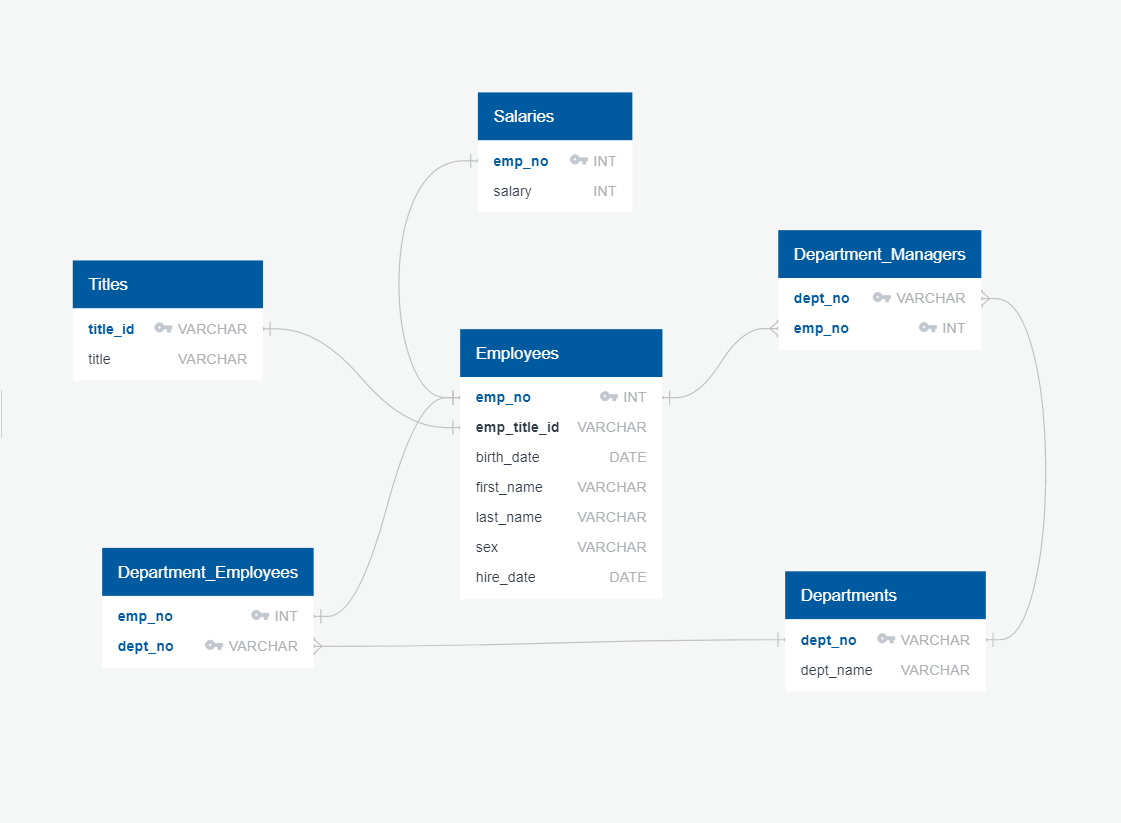 Salaries
emp_no INT
salary INT
Department_Managers
dept_no VARCHAR
emp_no INT
Titles
title_id VARCHAR
title VARCHAR
Employees
emp_no INT
emp_title_id VARCHAR
birth_date DATE
first_name VARCHAR
last_name VARCHAR
sex VARCHAR
hire_date DATE
Department_Employees
emp_no INT
dept_no VARCHAR
Departments
dept_no VARCHAR
dept_name VARCHAR